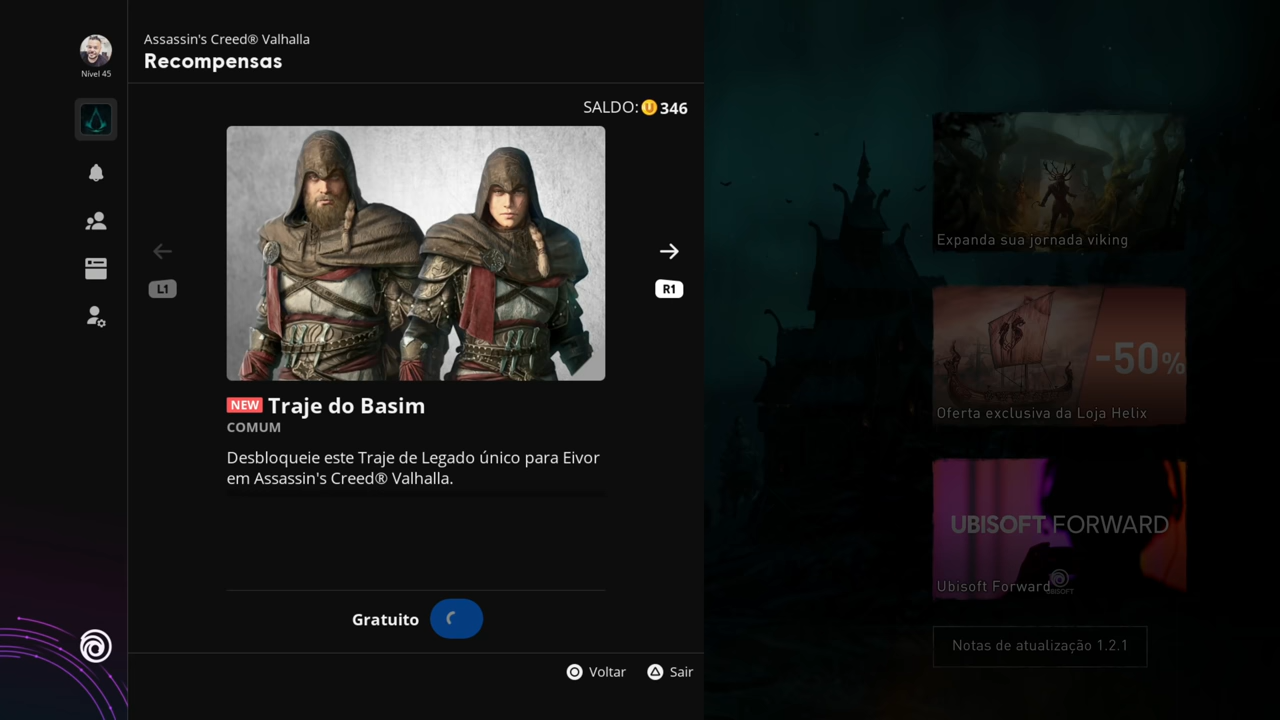 Nível 45
Assassin's Creed® Valhalla
Recompensas
SALDO: 346
L1
R1
NEW Traje do Basim
COMUM
Desbloqueie este Traje de Legado único para Eivor
em Assassin's Creed® Valhalla.
Gratuito
Voltar
Sair
Expanda sua jornada viking
-50%
Oferta exclusiva da Loja Helix
UBISOFT FORWARD
Ubisoft Forward
UBISOFT
Notas de atualização 1.2.1